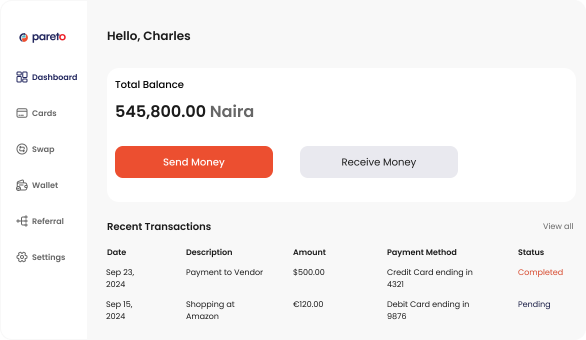 pareto
Hello, Charles
Dashboard
Cards
Swap
Wallet
Referral
Settings
Total Balance
545,800.00 Naira
Send Money
Receive Money
Recent Transactions
View all
Date Description Amount Payment Method Status
Sep 23, Payment to Vendor $500.00 Credit Card ending in Completed
2024 4321
Sep 15, Shopping at €120.00 Debit Card ending in Pending
2024 Amazon 9876